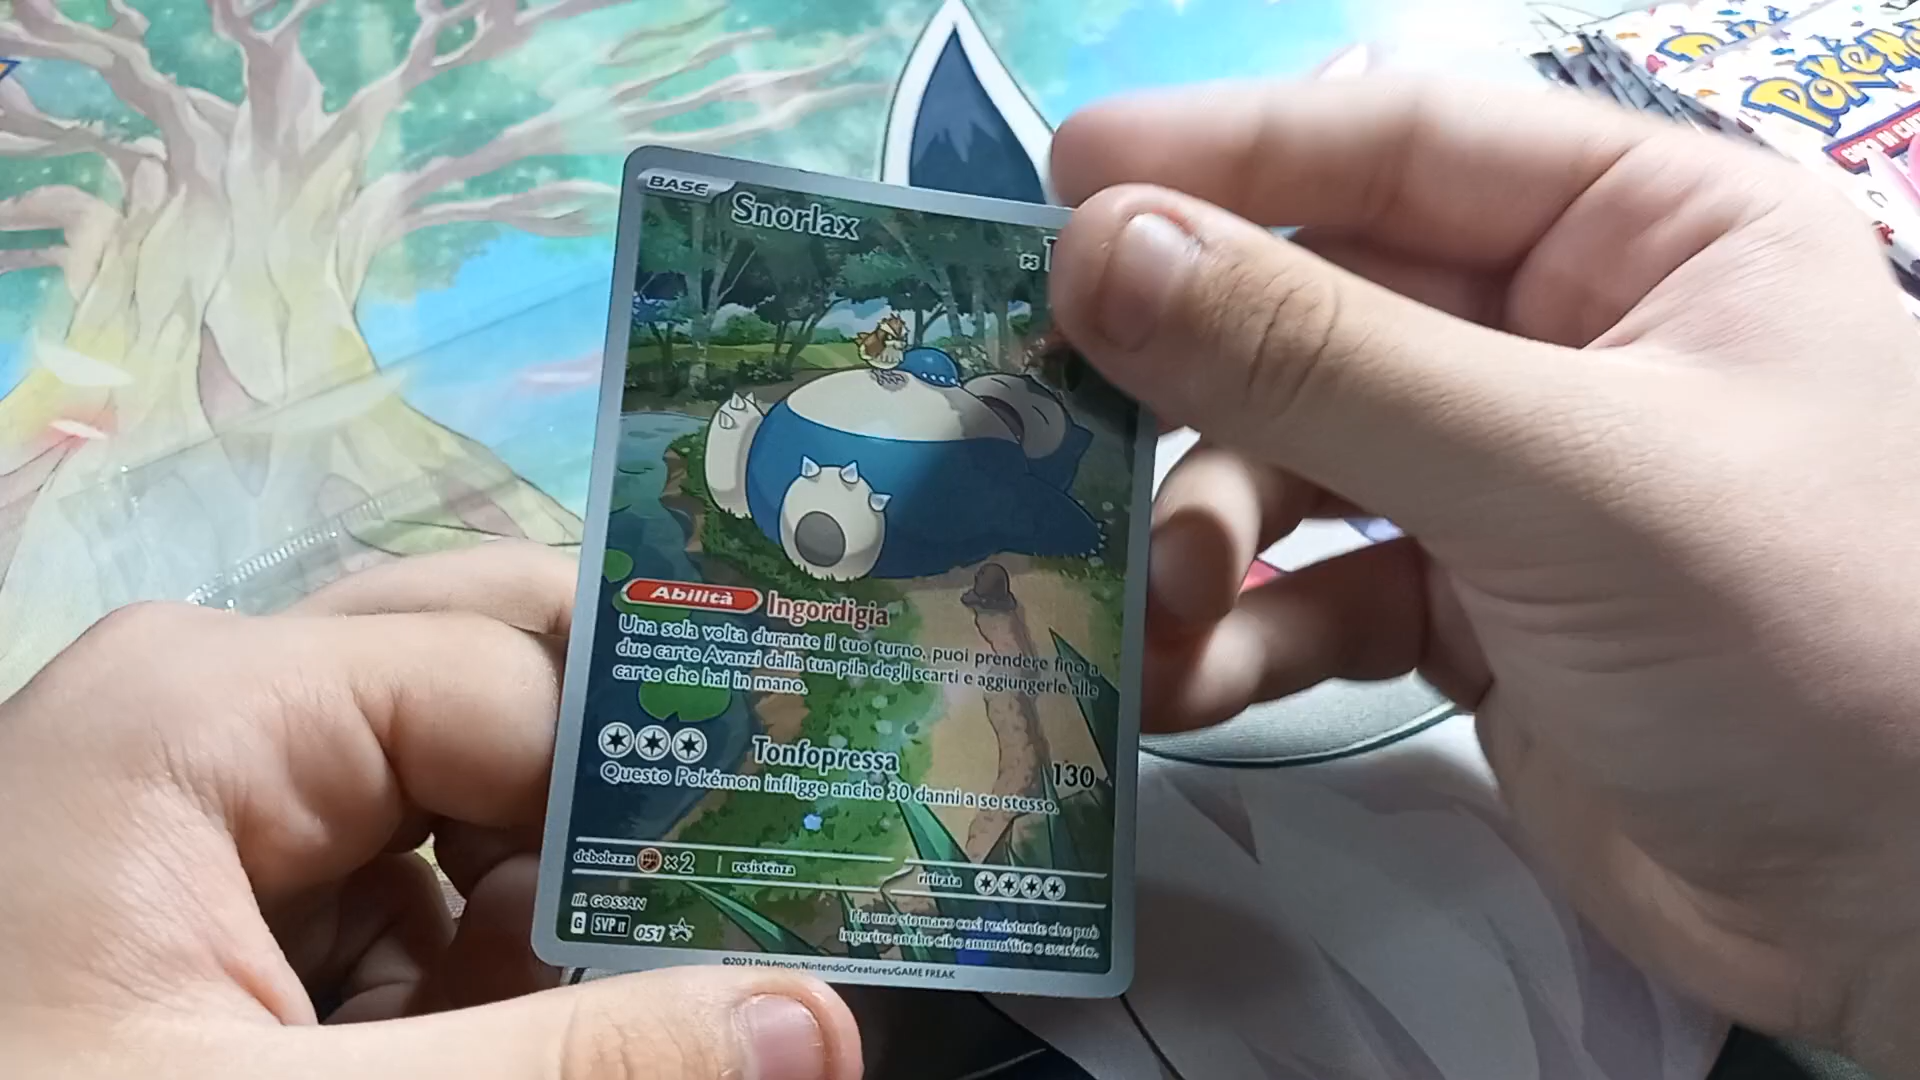 BASE
Snorlax
PS
Abilità Ingordigia
Una sola volta durante il tuo turno, puoi prendere fino a
due carte Avanzi dalla tua pila degli scarti e aggiungerle alle
carte che hai in mano.
Tonfopressa
130
Questo Pokémon infligge anche 30 danni a se stesso.
debolezza ×2 resistenza
ritirata
Ill. GOSSAN
G SVP IT 051
Ha uno stomaco così resistente che può
ingerire anche cibo ammuffito o avariato.
©2023 Pokémon/Nintendo/Creatures/GAME FREAK